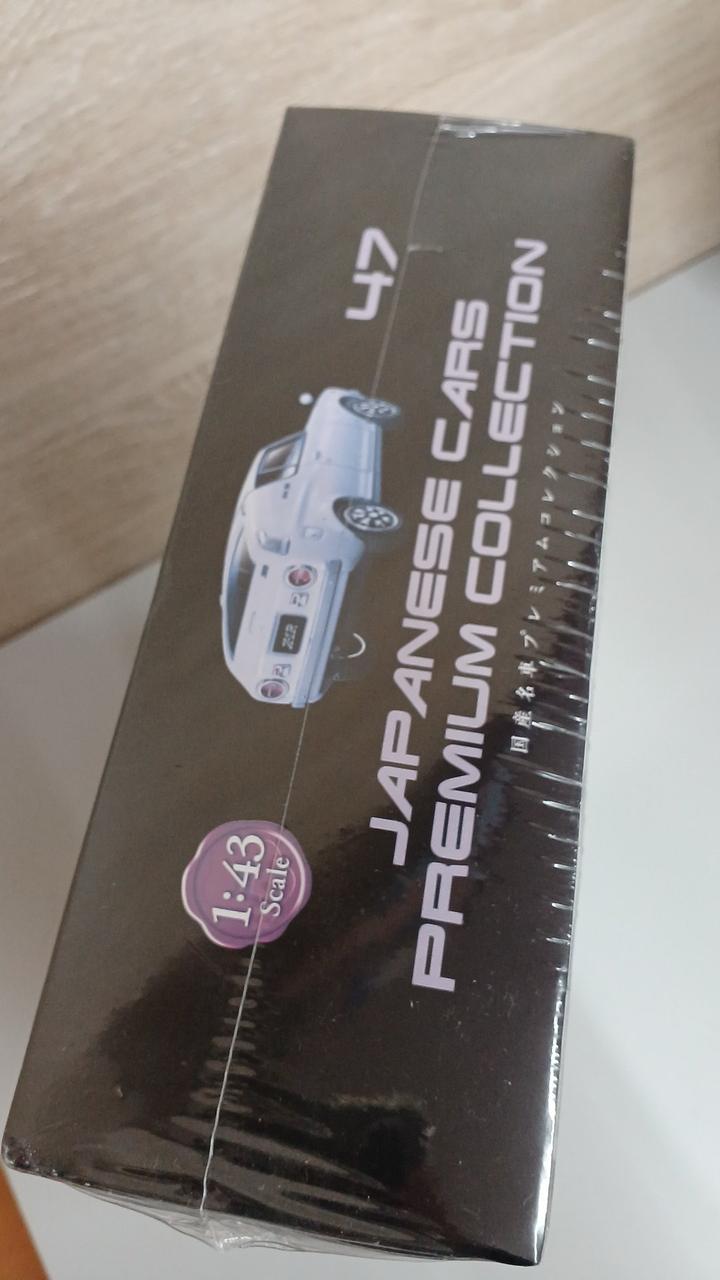 47
JAPANESE CARS
PREMIUM COLLECTION
国産名車プレミアムコレクション
1:43
Scale